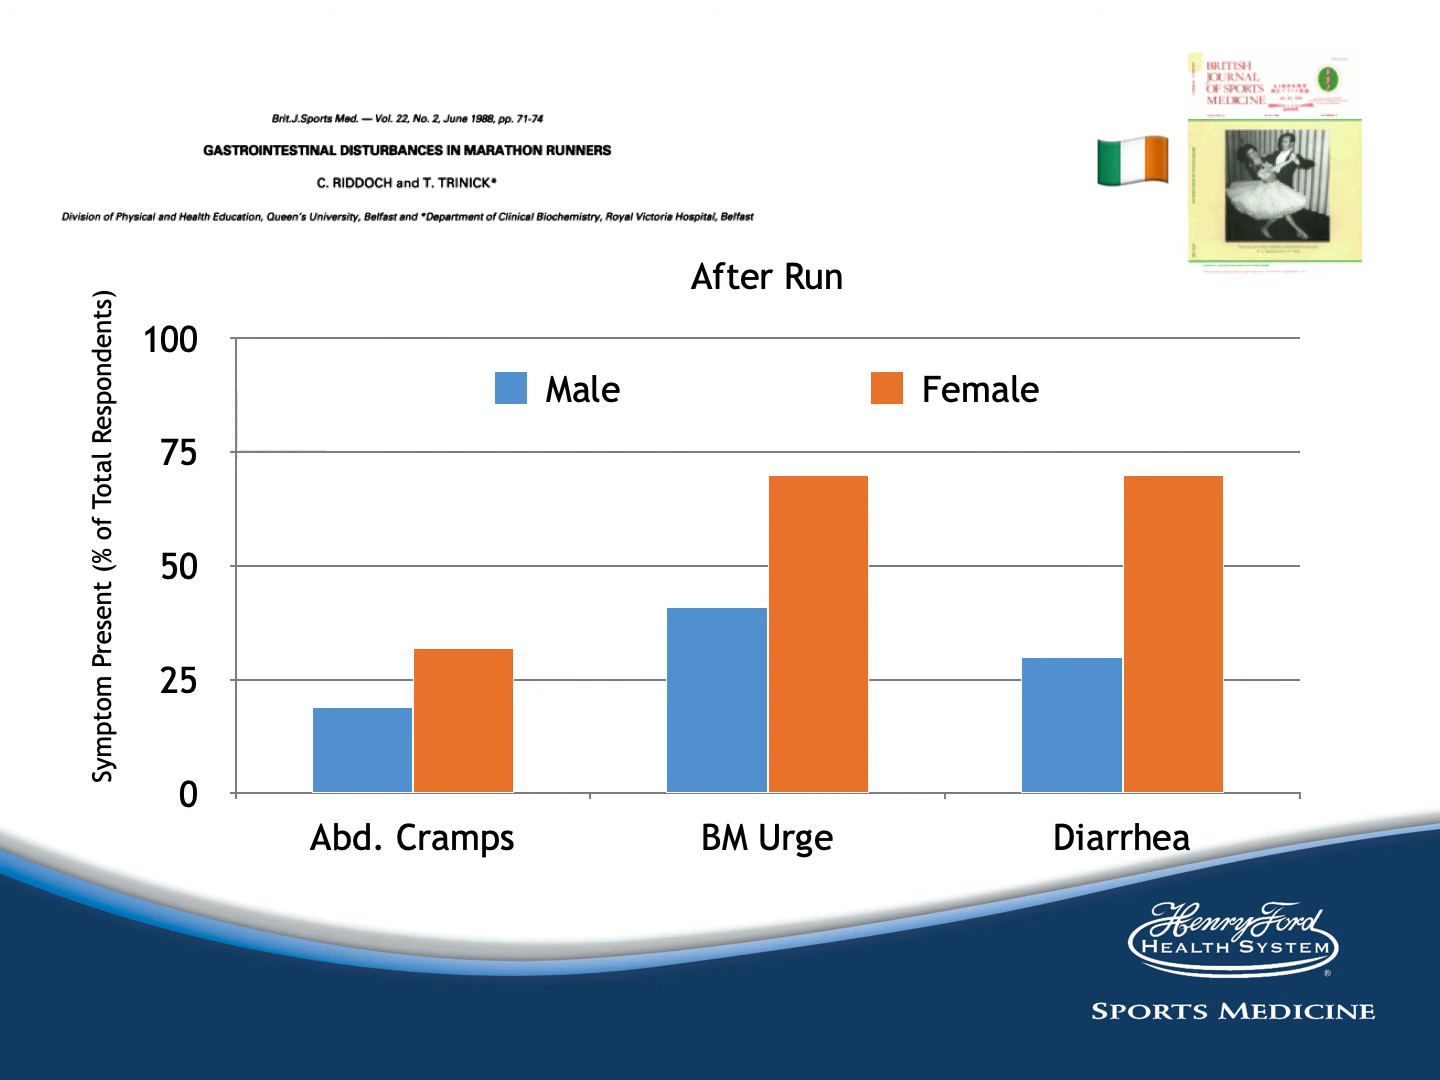 Brit.J.Sports Med. — Vol. 22, No. 2, June 1988, pp. 71-74
GASTROINTESTINAL DISTURBANCES IN MARATHON RUNNERS
C. RIDDOCH and T. TRINICK*
Division of Physical and Health Education, Queen's University, Belfast and *Department of Clinical Biochemistry, Royal Victoria Hospital, Belfast
BRITISH
JOURNAL
OF SPORTS
MEDICINE
After Run
Symptom Present (% of Total Respondents)
100
75
50
25
0
Male
Female
Abd. Cramps
BM Urge
Diarrhea
Henry Ford
HEALTH SYSTEM
®
SPORTS MEDICINE